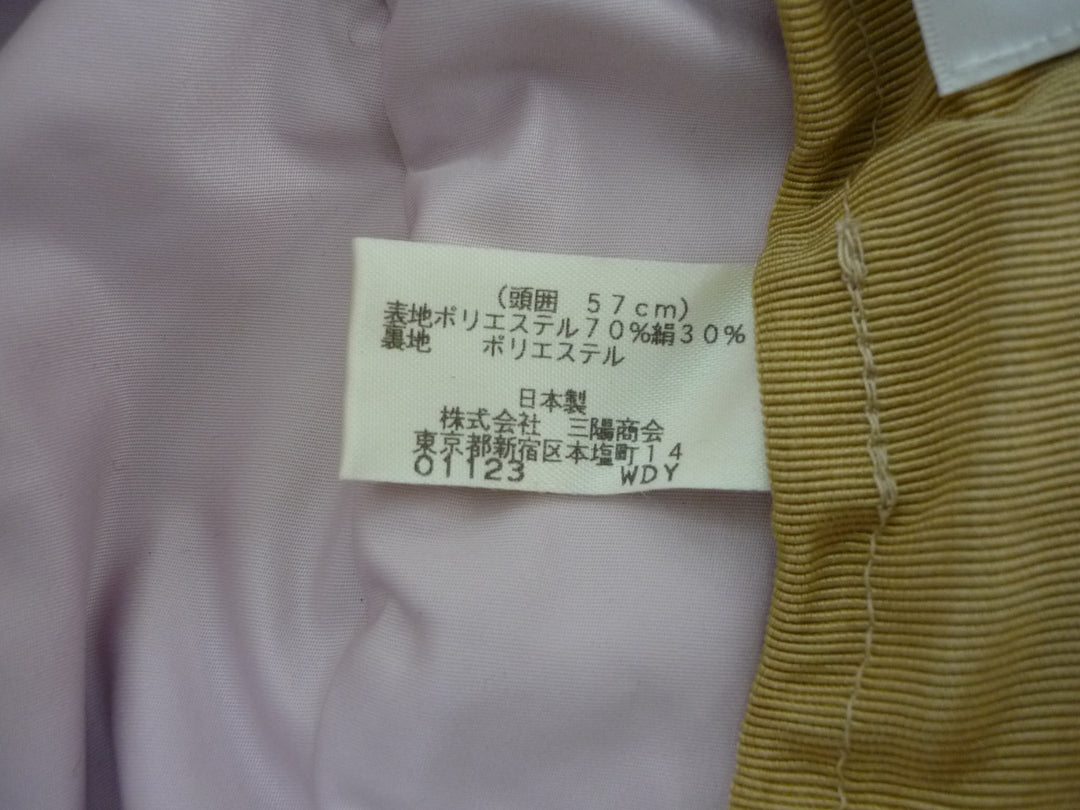 （頭囲　５７ｃｍ）
表地ポリエステル７０％絹３０％
裏地　　ポリエステル
日本製
株式会社　三陽商会
東京都新宿区本塩町１４
０１１２３　　　　ＷＤＹ